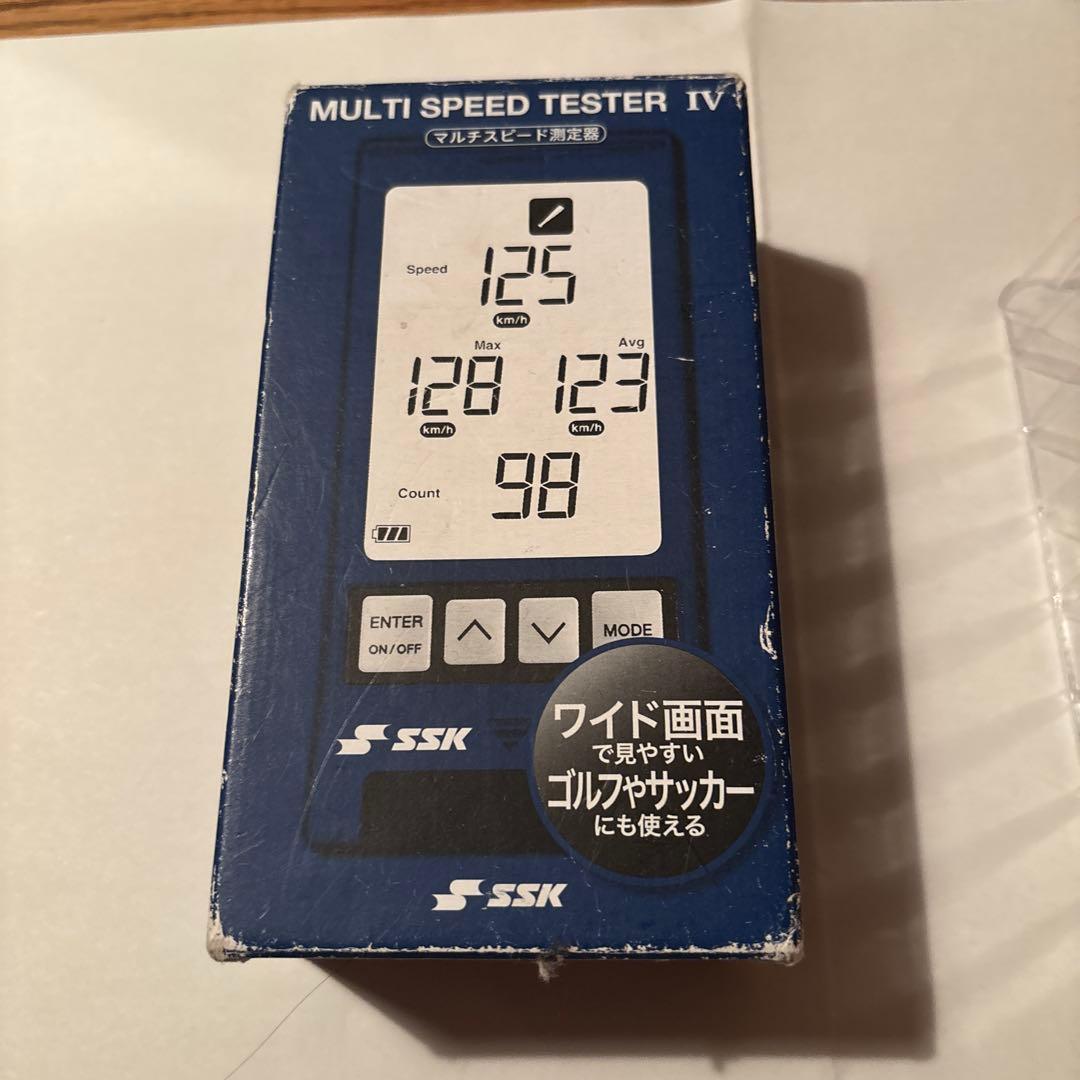 MULTI SPEED TESTER IV
マルチスピード測定器
Speed
125
km/h
Max
Avg
128
123
km/h
km/h
Count
98
ENTER
ON/OFF
MODE
SSK
ワイド画面
で見やすい
ゴルフやサッカー
にも使える
SSK